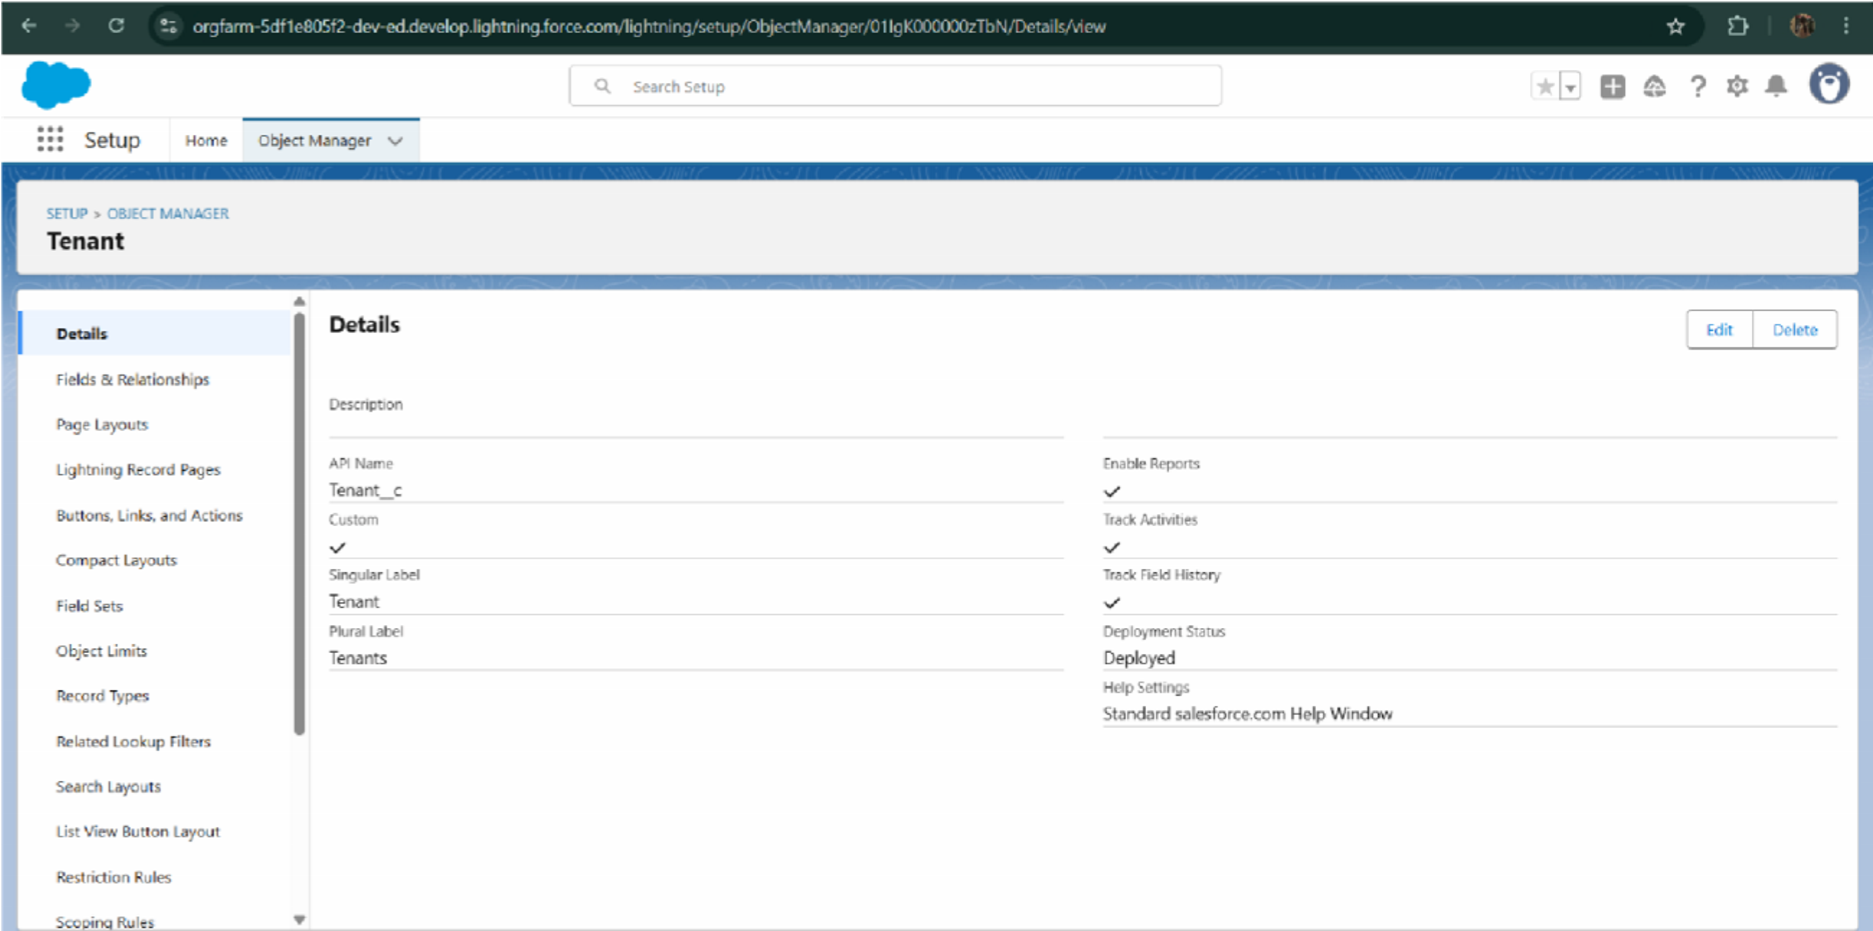 orgfarm-5df1e805f2-dev-ed.develop.lightning.force.com/lightning/setup/ObjectManager/01IgK000000zTbN/Details/view
Search Setup
Setup
Home
Object Manager
SETUP > OBJECT MANAGER
Tenant
Details
Fields & Relationships
Page Layouts
Lightning Record Pages
Buttons, Links, and Actions
Compact Layouts
Field Sets
Object Limits
Record Types
Related Lookup Filters
Search Layouts
List View Button Layout
Restriction Rules
Scoping Rules
Details
Edit
Delete
Description
API Name
Tenant__c
Custom
Singular Label
Tenant
Plural Label
Tenants
Enable Reports
Track Activities
Track Field History
Deployment Status
Deployed
Help Settings
Standard salesforce.com Help Window